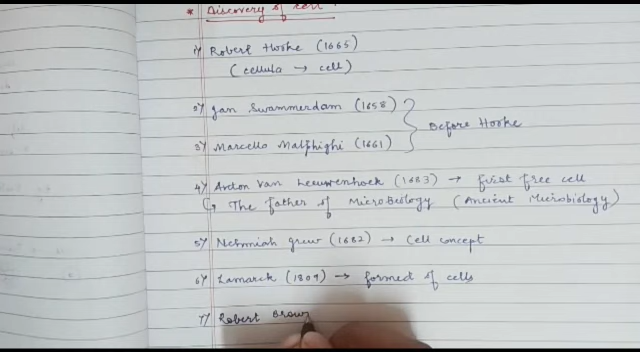 * Discovery of cell :
1) Robert Hooke (1665)
(cellula → cell)
2) Jan Swammerdam (1658)
Before Hooke
3) Marcello Malphighi (1661)
4) Anton Van Leeuwenhoek (1683) → first free cell
↳ The father of MicroBiology (Ancient Microbiology)
5) Nehmiah grew (1682) → Cell concept
6) Lamarck (1809) → formed of cells
7) Robert Brow